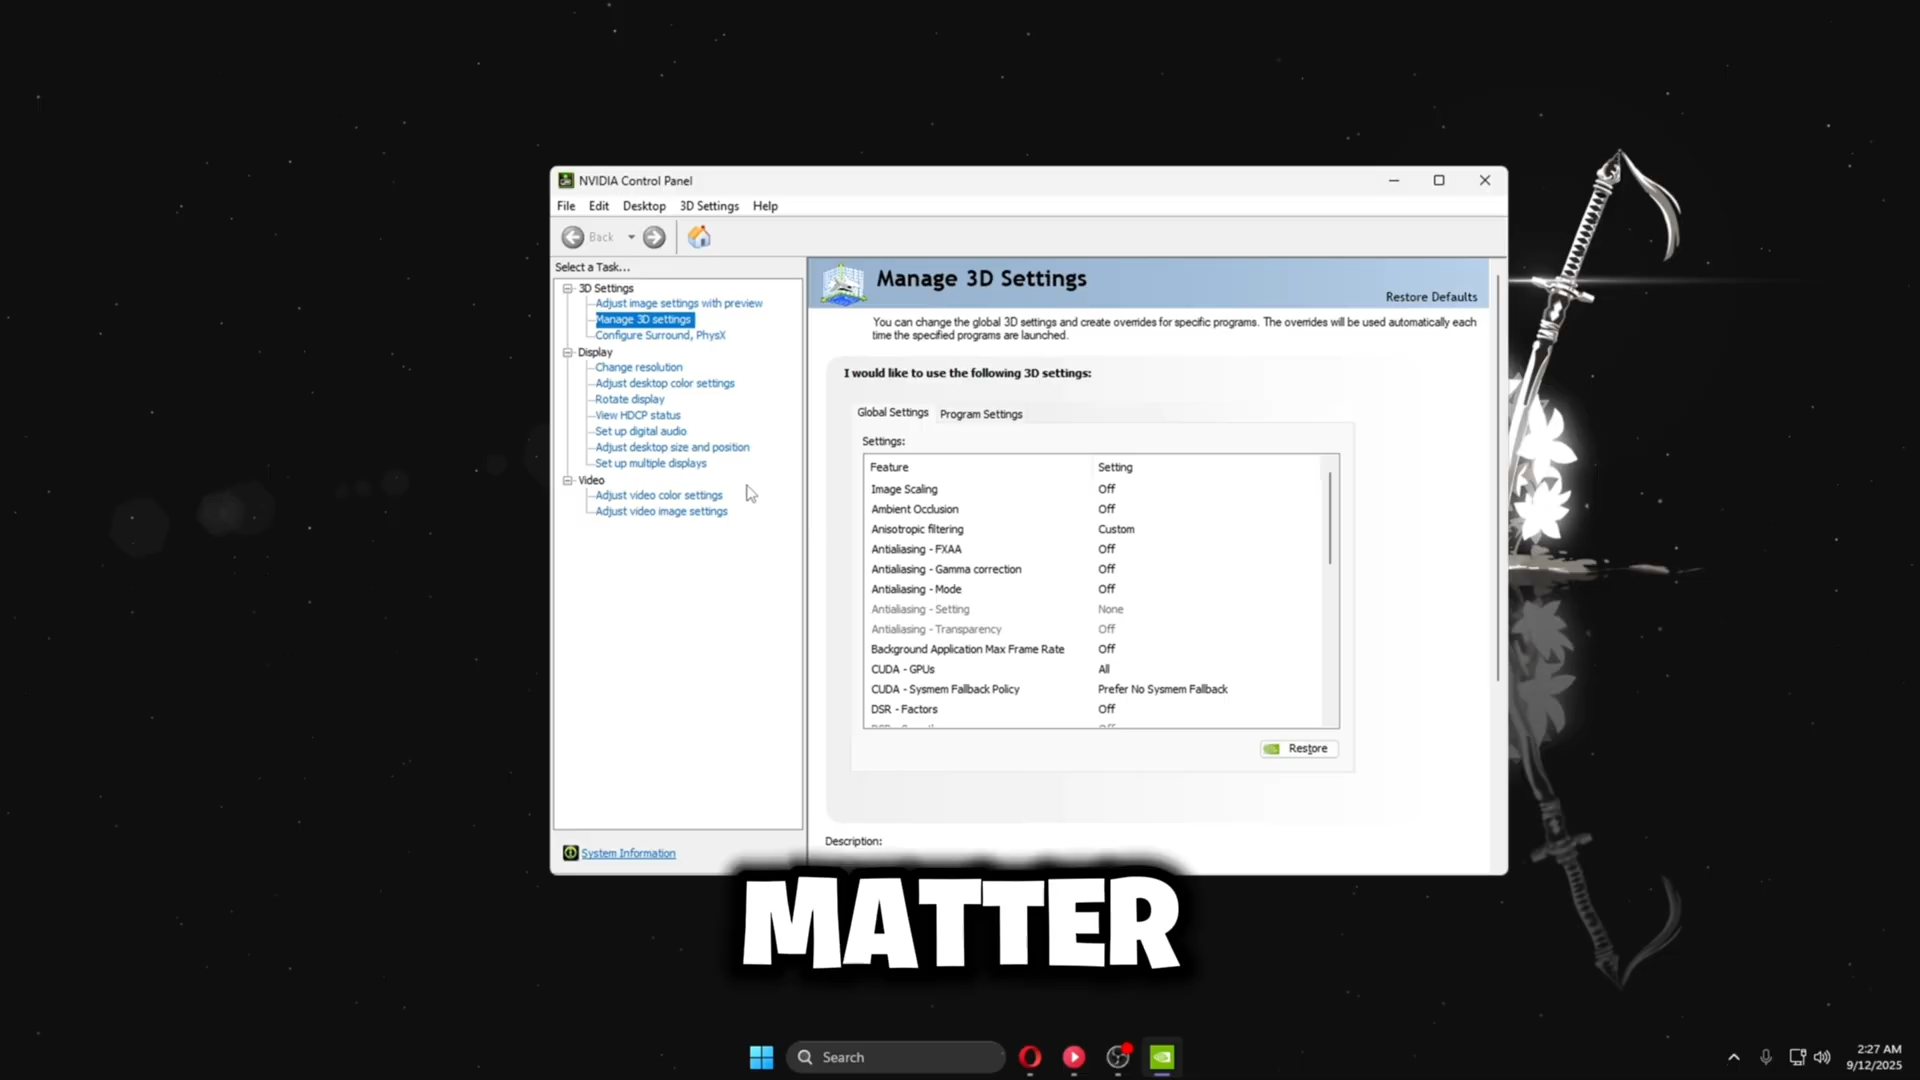 NVIDIA Control Panel
File Edit Desktop 3D Settings Help
Back
Select a Task...
3D Settings
Adjust image settings with preview
Manage 3D settings
Configure Surround, PhysX
Display
Change resolution
Adjust desktop color settings
Rotate display
View HDCP status
Set up digital audio
Adjust desktop size and position
Set up multiple displays
Video
Adjust video color settings
Adjust video image settings
System Information
Manage 3D Settings
Restore Defaults
You can change the global 3D settings and create overrides for specific programs. The overrides will be used automatically each
time the specified programs are launched.
I would like to use the following 3D settings:
Global Settings Program Settings
Settings:
Feature Setting
Image Scaling Off
Ambient Occlusion Off
Anisotropic filtering Custom
Antialiasing - FXAA Off
Antialiasing - Gamma correction Off
Antialiasing - Mode Off
Antialiasing - Setting None
Antialiasing - Transparency Off
Background Application Max Frame Rate Off
CUDA - GPUs All
CUDA - Sysmem Fallback Policy Prefer No Sysmem Fallback
DSR - Factors Off
Restore
Description:
MATTER
Search
2:27 AM
9/12/2025